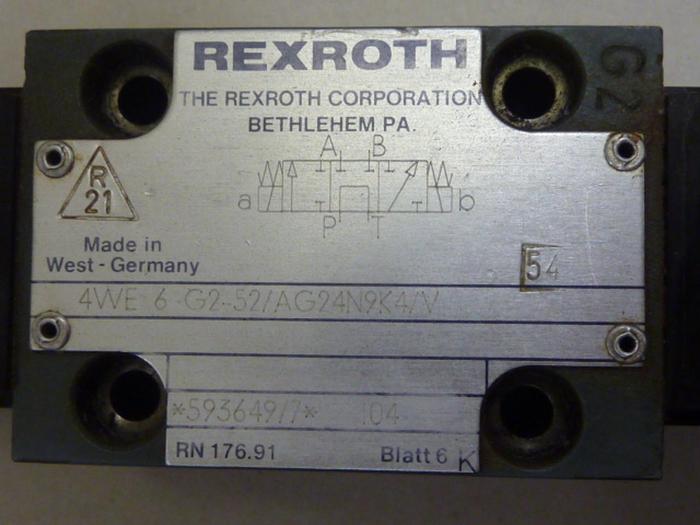 REXROTH
G2
THE REXROTH CORPORATION
BETHLEHEM PA.
A B
R
21
a b
P T
Made in
West - Germany
54
4WE 6 G2-52/AG24N9K4/V
*593649/7* 104
RN 176.91 Blatt 6 K